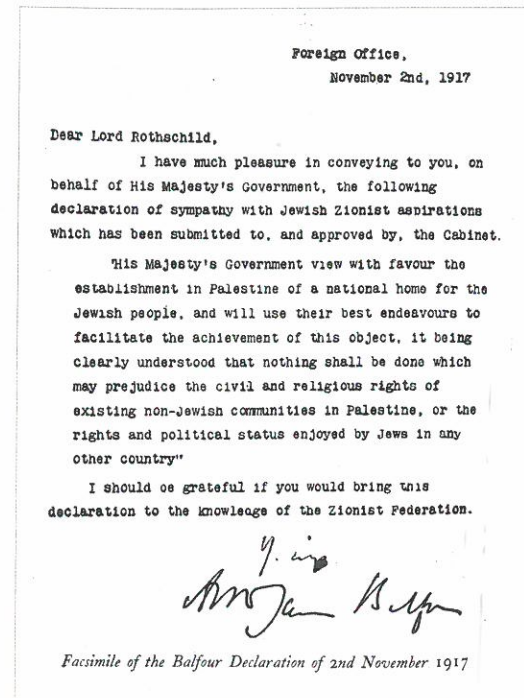 Foreign Office,
November 2nd, 1917
Dear Lord Rothschild,
I have much pleasure in conveying to you, on
behalf of His Majesty's Government, the following
declaration of sympathy with Jewish Zionist aspirations
which has been submitted to, and approved by, the Cabinet.
"His Majesty's Government view with favour the
establishment in Palestine of a national home for the
Jewish people, and will use their best endeavours to
facilitate the achievement of this object, it being
clearly understood that nothing shall be done which
may prejudice the civil and religious rights of
existing non-Jewish communities in Palestine, or the
rights and political status enjoyed by Jews in any
other country"
I should be grateful if you would bring this
declaration to the knowledge of the Zionist Federation.
Balfour
Facsimile of the Balfour Declaration of 2nd November 1917